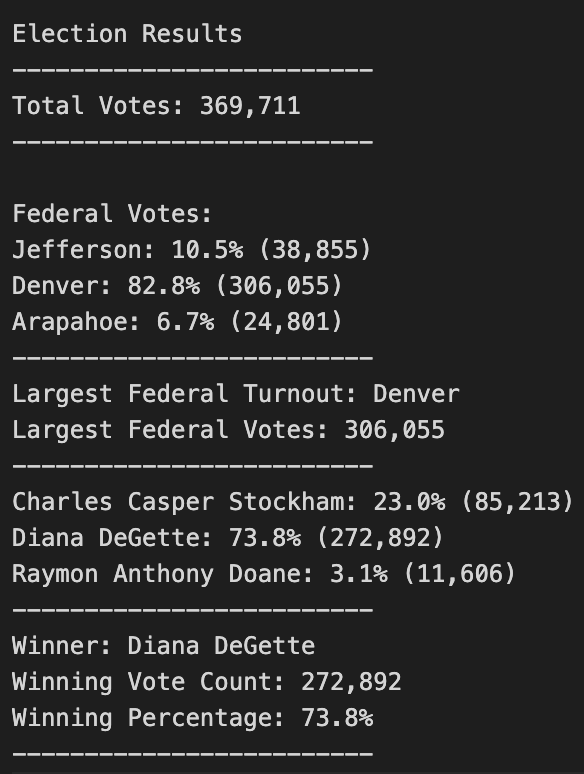 Election Results
-------------------------
Total Votes: 369,711
-------------------------
Federal Votes:
Jefferson: 10.5% (38,855)
Denver: 82.8% (306,055)
Arapahoe: 6.7% (24,801)
-------------------------
Largest Federal Turnout: Denver
Largest Federal Votes: 306,055
-------------------------
Charles Casper Stockham: 23.0% (85,213)
Diana DeGette: 73.8% (272,892)
Raymon Anthony Doane: 3.1% (11,606)
-------------------------
Winner: Diana DeGette
Winning Vote Count: 272,892
Winning Percentage: 73.8%
-------------------------